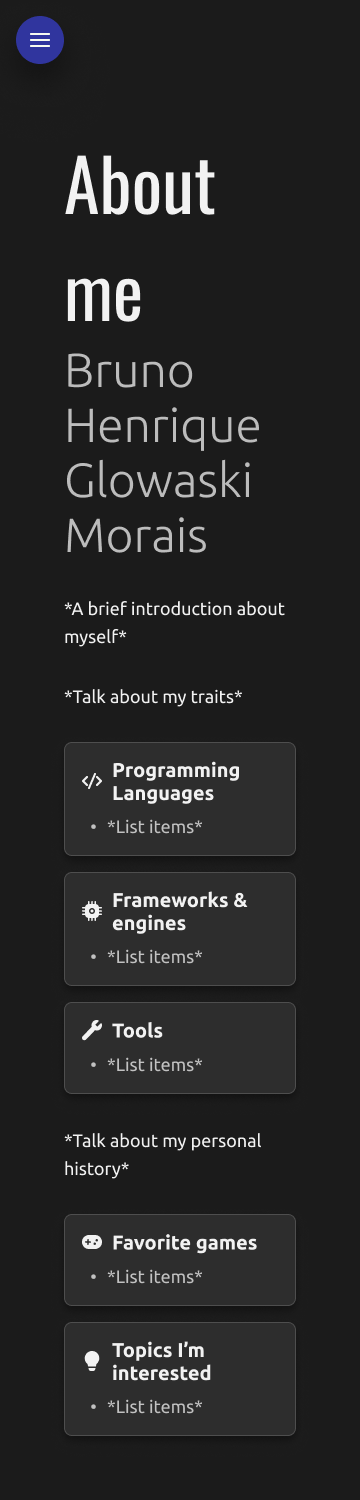 About
me
Bruno
Henrique
Glowaski
Morais
*A brief introduction about
myself*
*Talk about my traits*
Programming
Languages
• *List items*
Frameworks &
engines
• *List items*
Tools
• *List items*
*Talk about my personal
history*
Favorite games
• *List items*
Topics I’m
interested
• *List items*